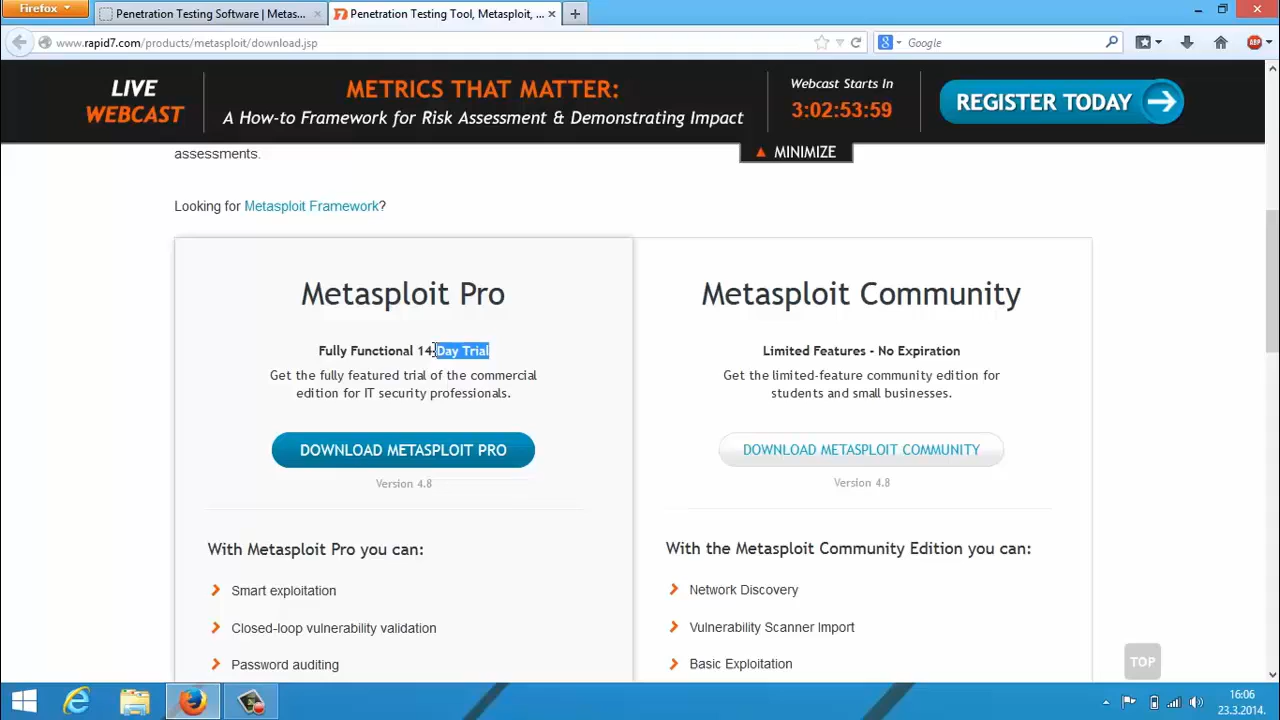 Firefox
Penetration Testing Software | Metas...
Penetration Testing Tool, Metasploit, ...
www.rapid7.com/products/metasploit/download.jsp
Google
ABP
LIVE
WEBCAST
METRICS THAT MATTER:
A How-to Framework for Risk Assessment & Demonstrating Impact
Webcast Starts In
3:02:53:59
REGISTER TODAY
MINIMIZE
assessments.
Looking for Metasploit Framework?
Metasploit Pro
Fully Functional 14-Day Trial
Get the fully featured trial of the commercial
edition for IT security professionals.
DOWNLOAD METASPLOIT PRO
Version 4.8
With Metasploit Pro you can:
Smart exploitation
Closed-loop vulnerability validation
Password auditing
Metasploit Community
Limited Features - No Expiration
Get the limited-feature community edition for
students and small businesses.
DOWNLOAD METASPLOIT COMMUNITY
Version 4.8
With the Metasploit Community Edition you can:
Network Discovery
Vulnerability Scanner Import
Basic Exploitation
TOP
16:06
23.3.2014.